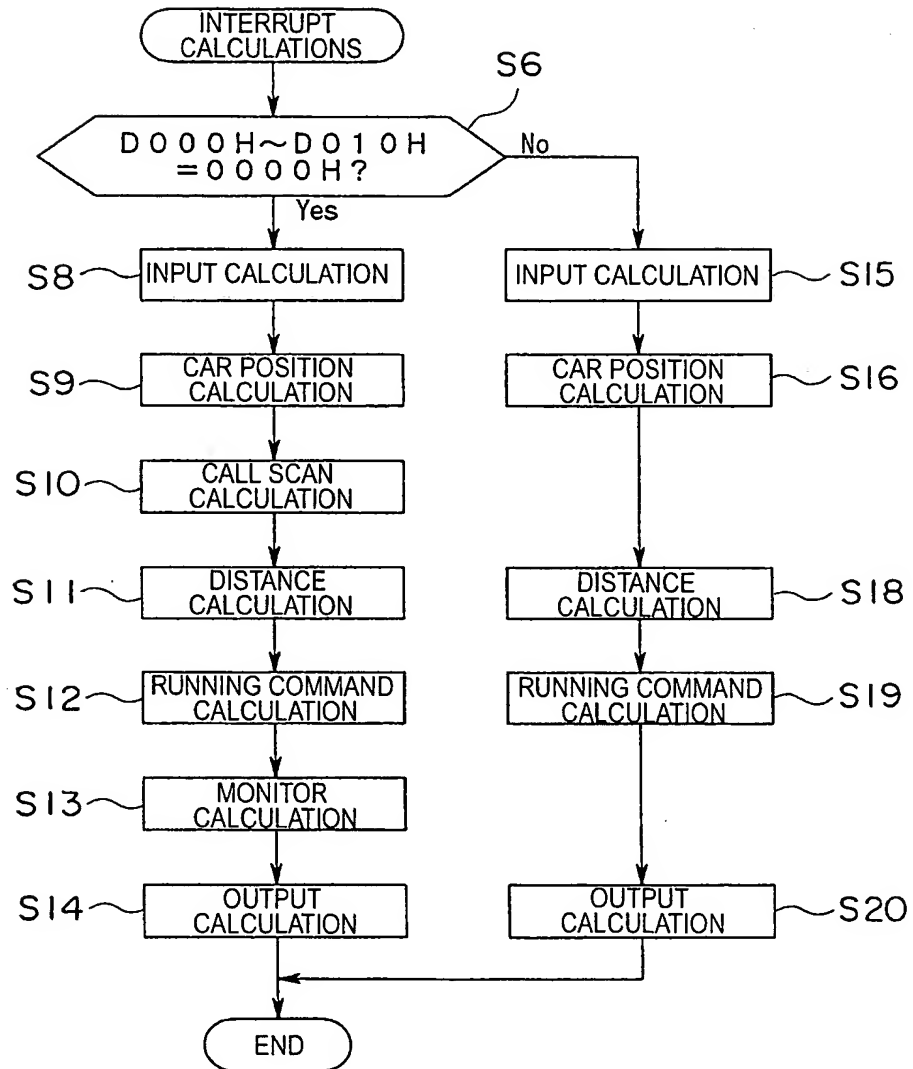 INTERRUPT
CALCULATIONS
S6
D000H~D010H
=0000H?
No
Yes
S8
INPUT CALCULATION
INPUT CALCULATION
S15
S9
CAR POSITION
CALCULATION
CAR POSITION
CALCULATION
S16
S10
CALL SCAN
CALCULATION
S11
DISTANCE
CALCULATION
DISTANCE
CALCULATION
S18
S12
RUNNING COMMAND
CALCULATION
RUNNING COMMAND
CALCULATION
S19
S13
MONITOR
CALCULATION
S14
OUTPUT
CALCULATION
OUTPUT
CALCULATION
S20
END